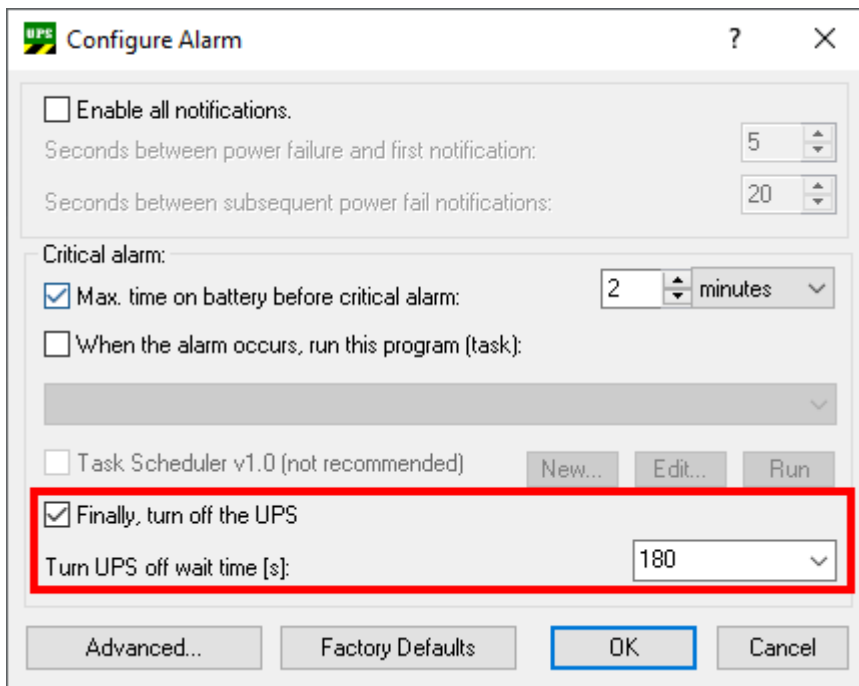 UPS
Configure Alarm
?
Enable all notifications.
Seconds between power failure and first notification: 5
Seconds between subsequent power fail notifications: 20
Critical alarm:
Max. time on battery before critical alarm: 2 minutes
When the alarm occurs, run this program (task):
Task Scheduler v1.0 (not recommended) New... Edit... Run
Finally, turn off the UPS
Turn UPS off wait time [s]: 180
Advanced... Factory Defaults OK Cancel